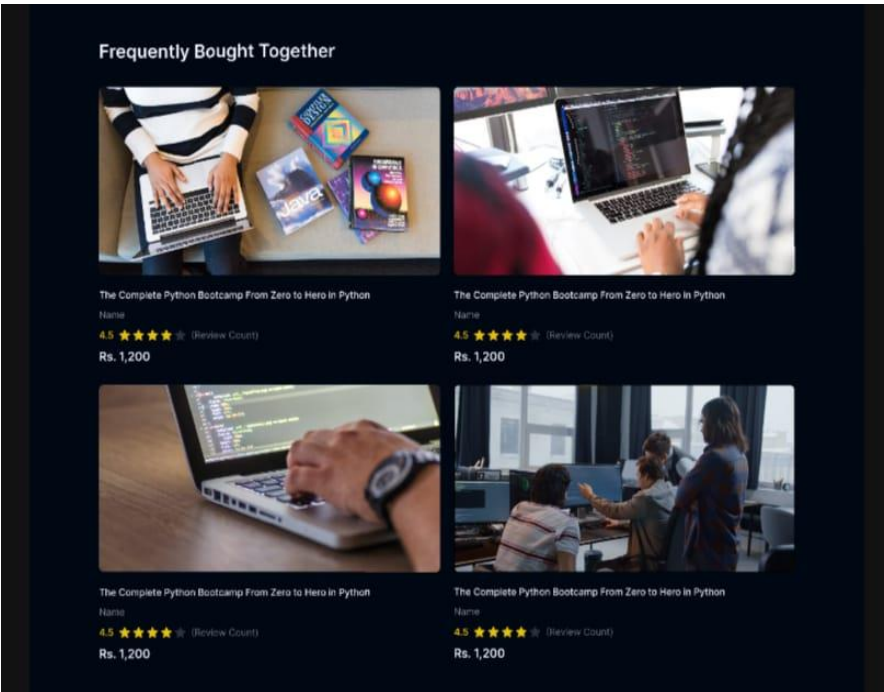 Frequently Bought Together
COMPILER DESIGN
Java
The Complete Python Bootcamp From Zero to Hero in Python
Name
4.5 (Review Count)
Rs. 1,200
The Complete Python Bootcamp From Zero to Hero in Python
Name
4.5 (Review Count)
Rs. 1,200
The Complete Python Bootcamp From Zero to Hero in Python
Name
4.5 (Review Count)
Rs. 1,200
The Complete Python Bootcamp From Zero to Hero in Python
Name
4.5 (Review Count)
Rs. 1,200